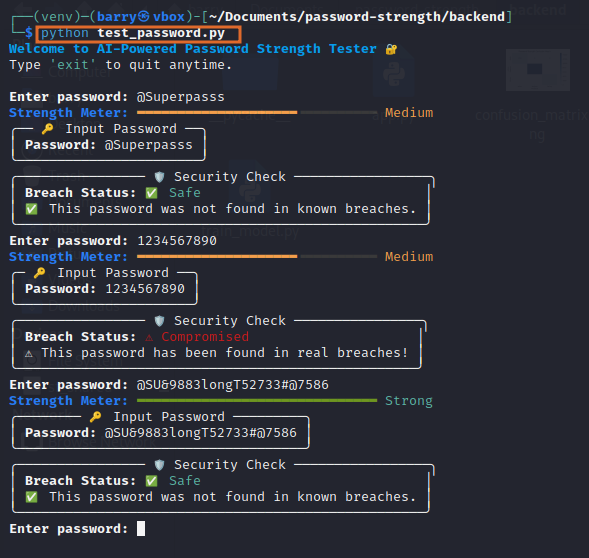 (venv)─(barry㉿vbox)-[~/Documents/password-strength/backend]
$ python test_password.py
Welcome to AI-Powered Password Strength Tester 🔐
Type 'exit' to quit anytime.
Enter password: @Superpasss
Strength Meter: Medium
🔑 Input Password
Password: @Superpasss
🛡️ Security Check
Breach Status: ✅ Safe
✅ This password was not found in known breaches.
Enter password: 1234567890
Strength Meter: Medium
🔑 Input Password
Password: 1234567890
🛡️ Security Check
Breach Status: ⚠ Compromised
⚠ This password has been found in real breaches!
Enter password: @SU&9883longT52733#@7586
Strength Meter: Strong
🔑 Input Password
Password: @SU&9883longT52733#@7586
🛡️ Security Check
Breach Status: ✅ Safe
✅ This password was not found in known breaches.
Enter password: